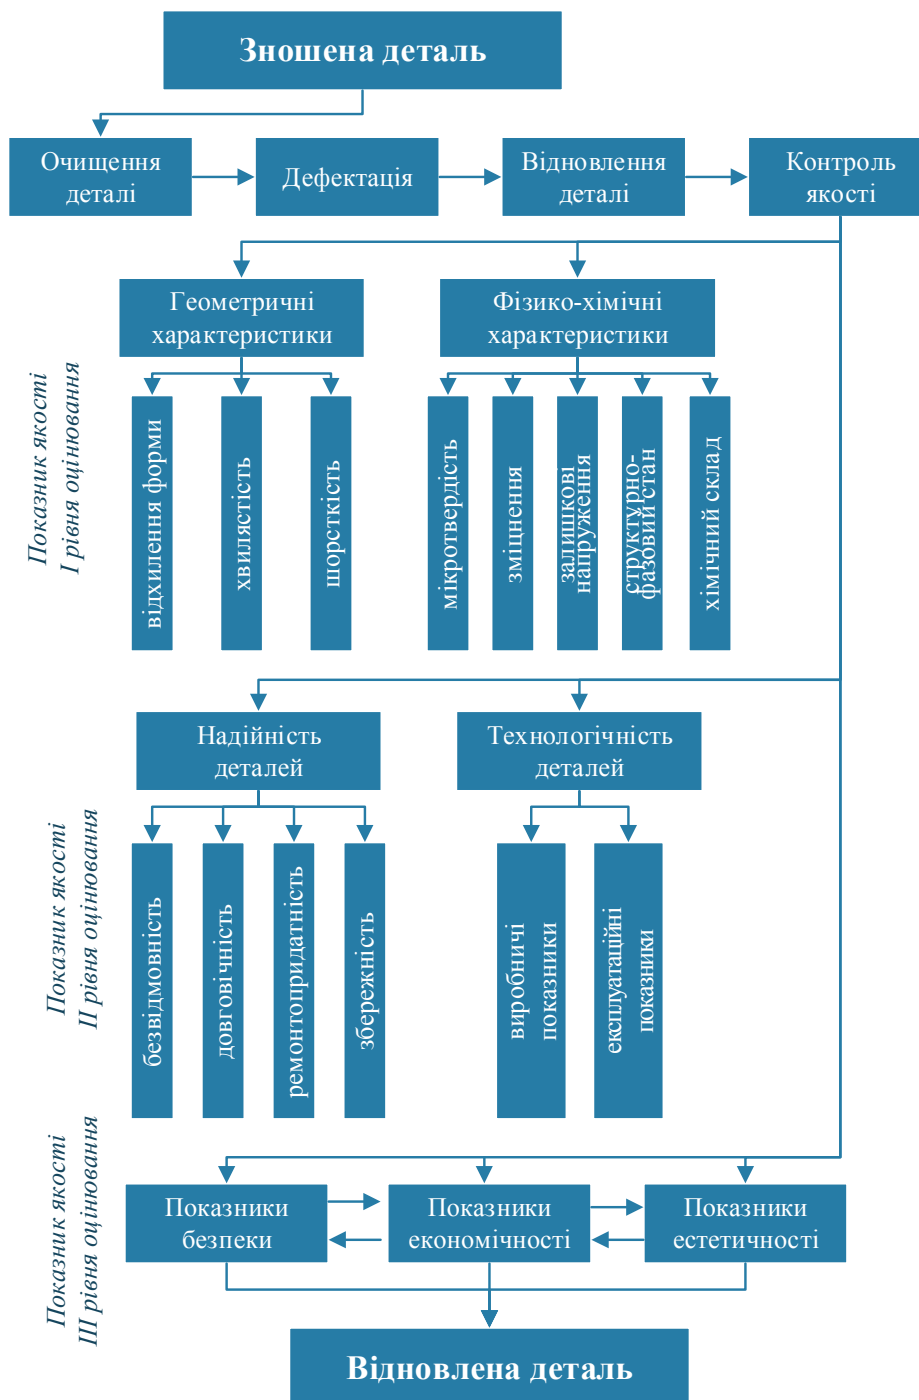 Зношена деталь
Очищення
деталі
Дефектація
Відновлення
деталі
Контроль
якості
Показник якості
І рівня оцінювання
Геометричні
характеристики
Фізико-хімічні
характеристики
відхилення форми
хвилястість
шорсткість
мікротвердість
зміцнення
залишкові
напруження
структурно-
фазовий стан
хімічний склад
Показник якості
ІІ рівня оцінювання
Надійність
деталей
Технологічність
деталей
безвідмовність
довговічність
ремонтопридатність
збережність
виробничі
показники
експлуатаційні
показники
Показник якості
ІІІ рівня оцінювання
Показники
безпеки
Показники
економічності
Показники
естетичності
Відновлена деталь